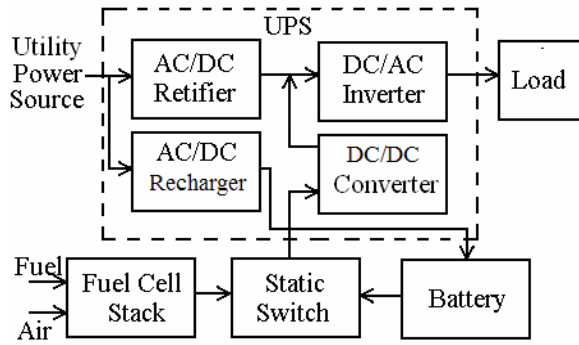 UPS
Utility
Power
Source
AC/DC
Retifier
DC/AC
Inverter
Load
AC/DC
Recharger
DC/DC
Converter
Fuel
Air
Fuel Cell
Stack
Static
Switch
Battery